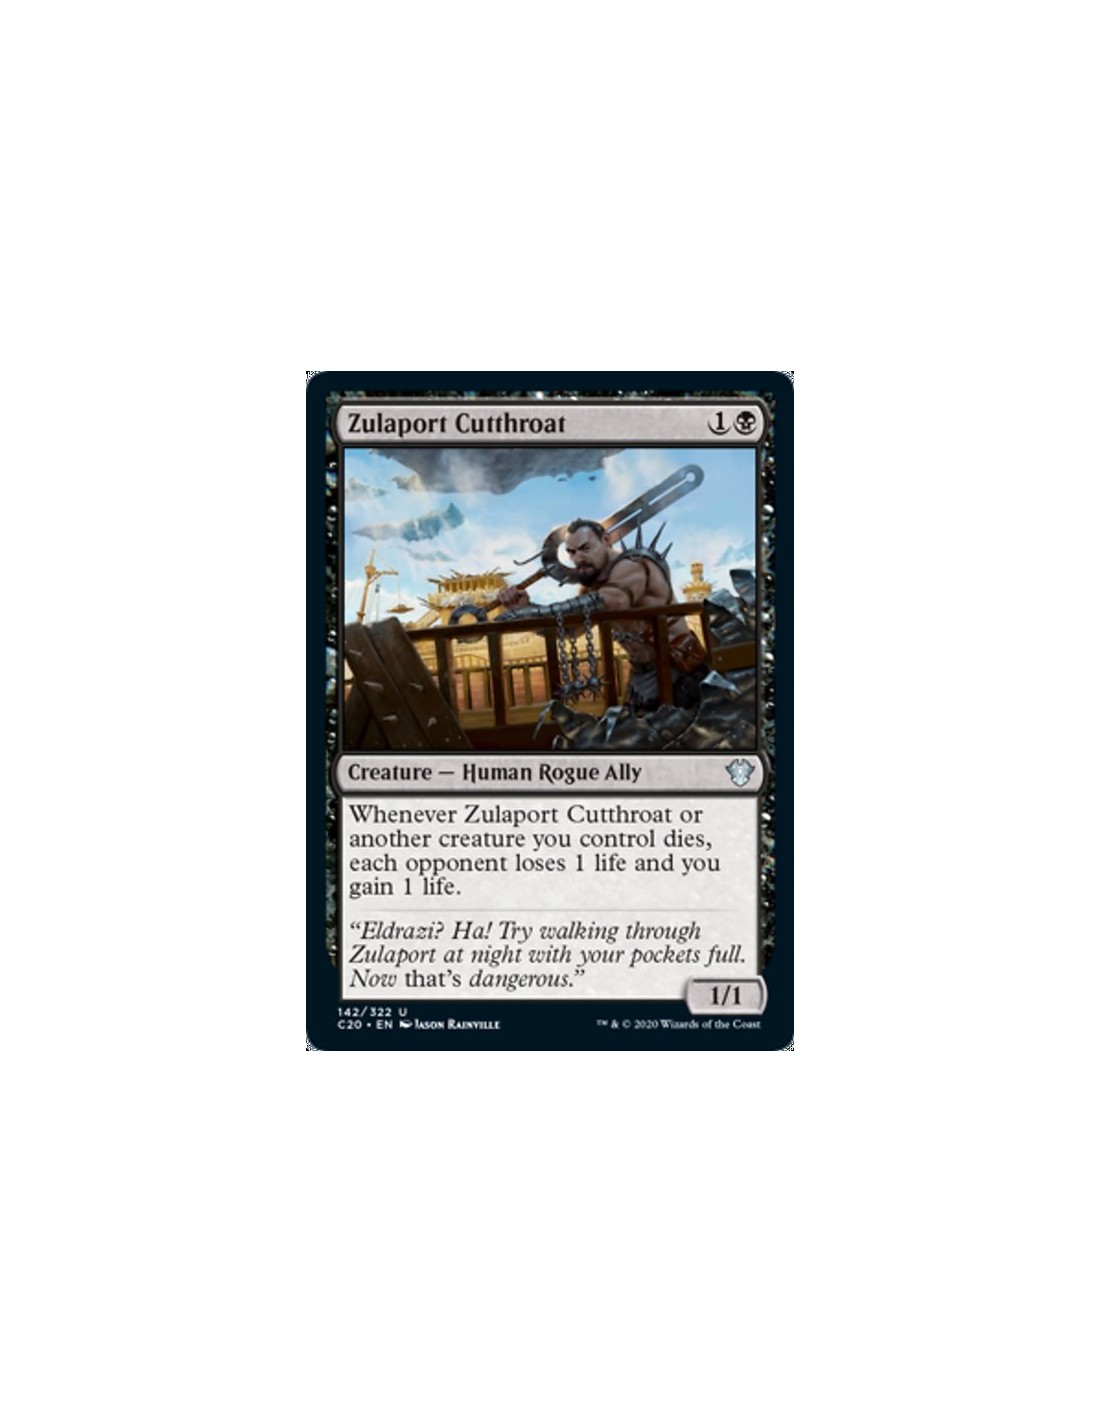 Zulaport Cutthroat 1
Creature — Human Rogue Ally
Whenever Zulaport Cutthroat or
another creature you control dies,
each opponent loses 1 life and you
gain 1 life.
“Eldrazi? Ha! Try walking through
Zulaport at night with your pockets full.
Now that’s dangerous.”
1/1
142/322 U
C20 • EN Jason Rainville
™ & © 2020 Wizards of the Coast